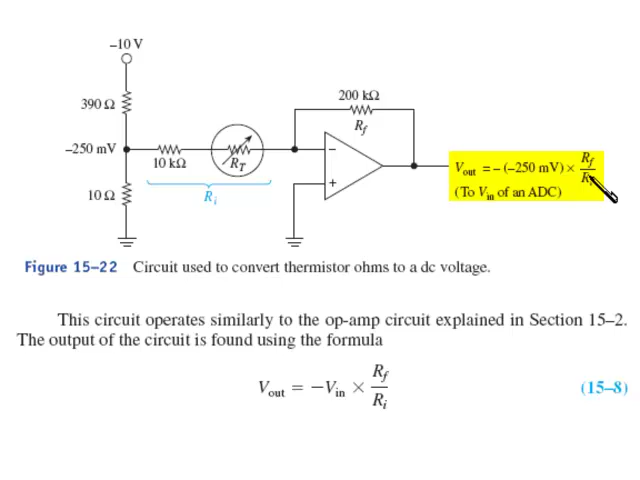 –10 V
390 Ω
–250 mV
10 kΩ
R_T
10 Ω
R_i
200 kΩ
R_f
–
+
V_out = – (–250 mV) × R_f / R_i
(To V_in of an ADC)
Figure 15–22 Circuit used to convert thermistor ohms to a dc voltage.
This circuit operates similarly to the op-amp circuit explained in Section 15–2.
The output of the circuit is found using the formula
V_out = –V_in × R_f / R_i (15–8)